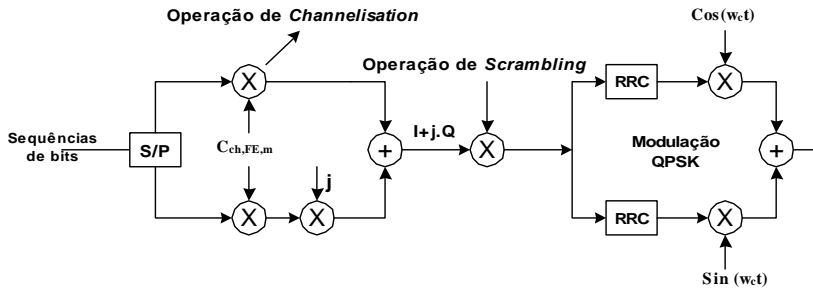 Operação de Channelisation
Cos(wct)
Operação de Scrambling
RRC
X
X
X
Sequências
de bits
S/P
Cch,FE,m
I+j.Q
+
X
Modulação
QPSK
+
j
X
X
RRC
X
Sin (wct)